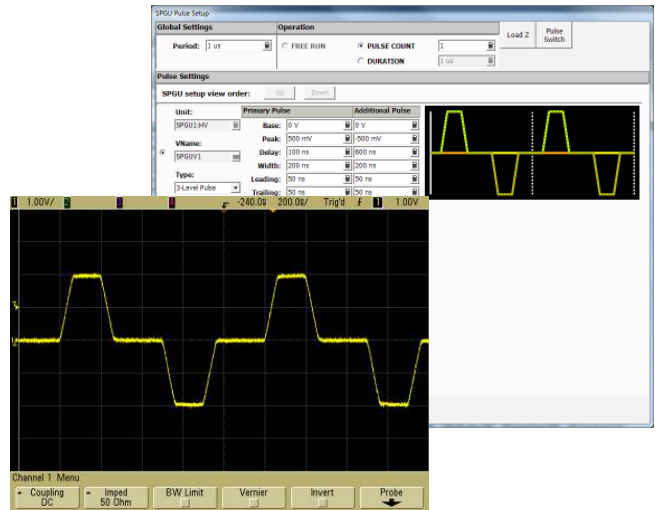 SPGU Pulse Setup
Global Settings
Operation
Period: 1 us
FREE RUN
PULSE COUNT 1
DURATION 1 us
Load Z
Pulse Switch
Pulse Settings
SPGU setup view order: Up Down
Unit:
SPGU1:HV
VName:
SPGUV1
Type:
3-Level Pulse
Primary Pulse Additional Pulse
Base: 0 V 0 V
Peak: 500 mV -500 mV
Delay: 100 ns 600 ns
Width: 200 ns 200 ns
Leading: 50 ns 50 ns
Trailing: 50 ns 50 ns
1 1.00V/ 2 3 4 200.0s/ Trig'd 1 1.00V
Channel 1 Menu
Coupling
DC
Imped
50 Ohm
BW Limit
Vernier
Invert
Probe